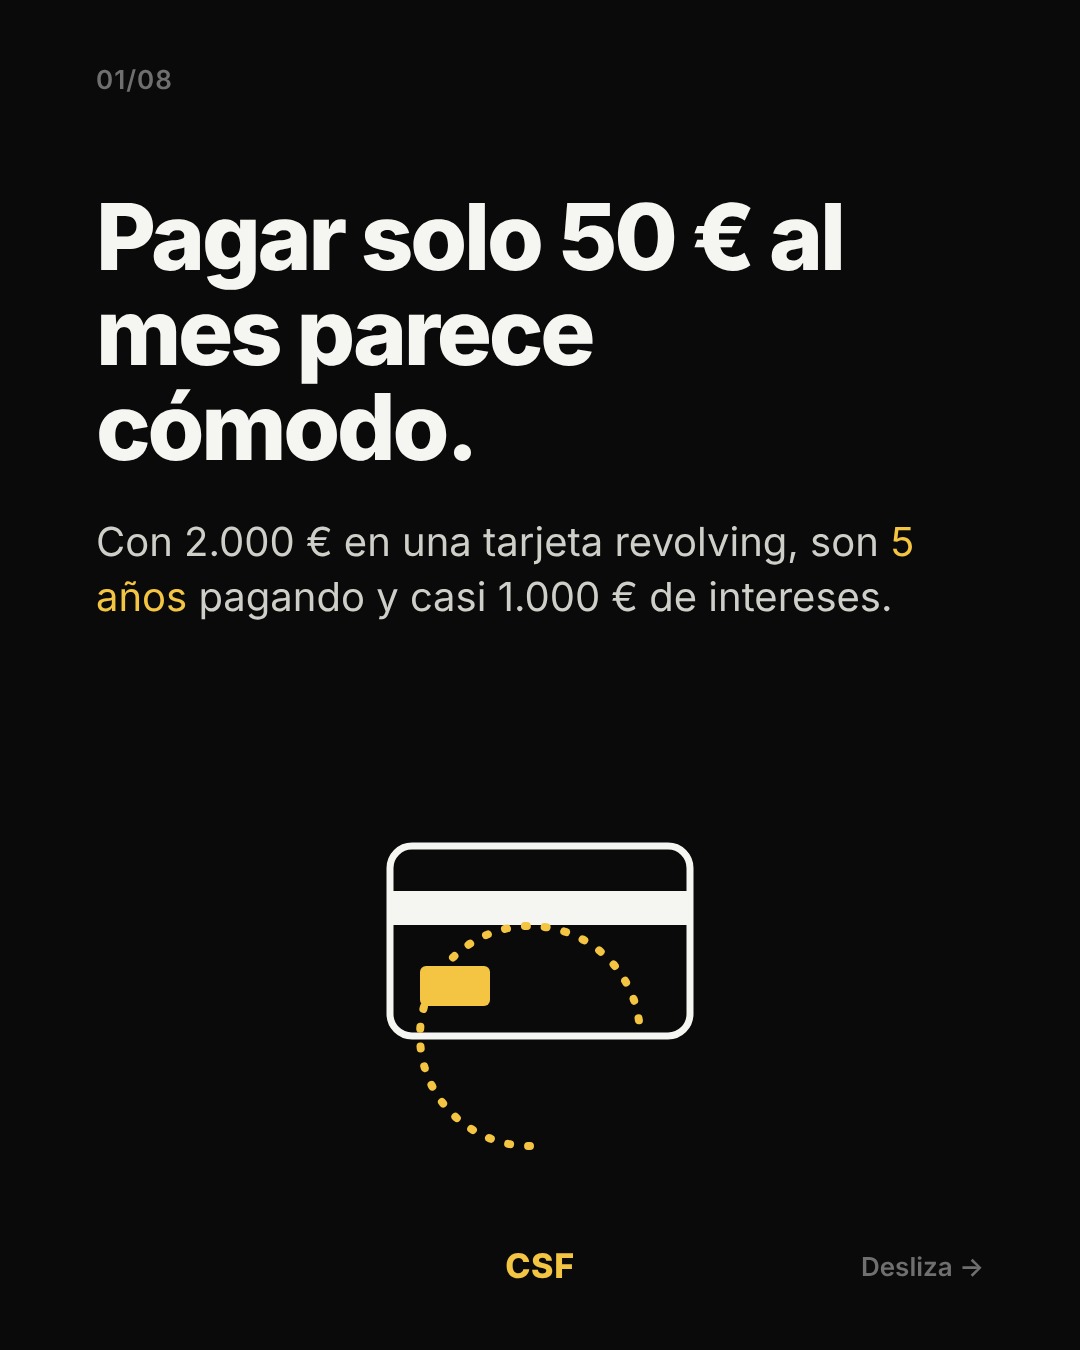 01/08
Pagar solo 50 € al
mes parece
cómodo.
Con 2.000 € en una tarjeta revolving, son 5
años pagando y casi 1.000 € de intereses.
CSF
Desliza →